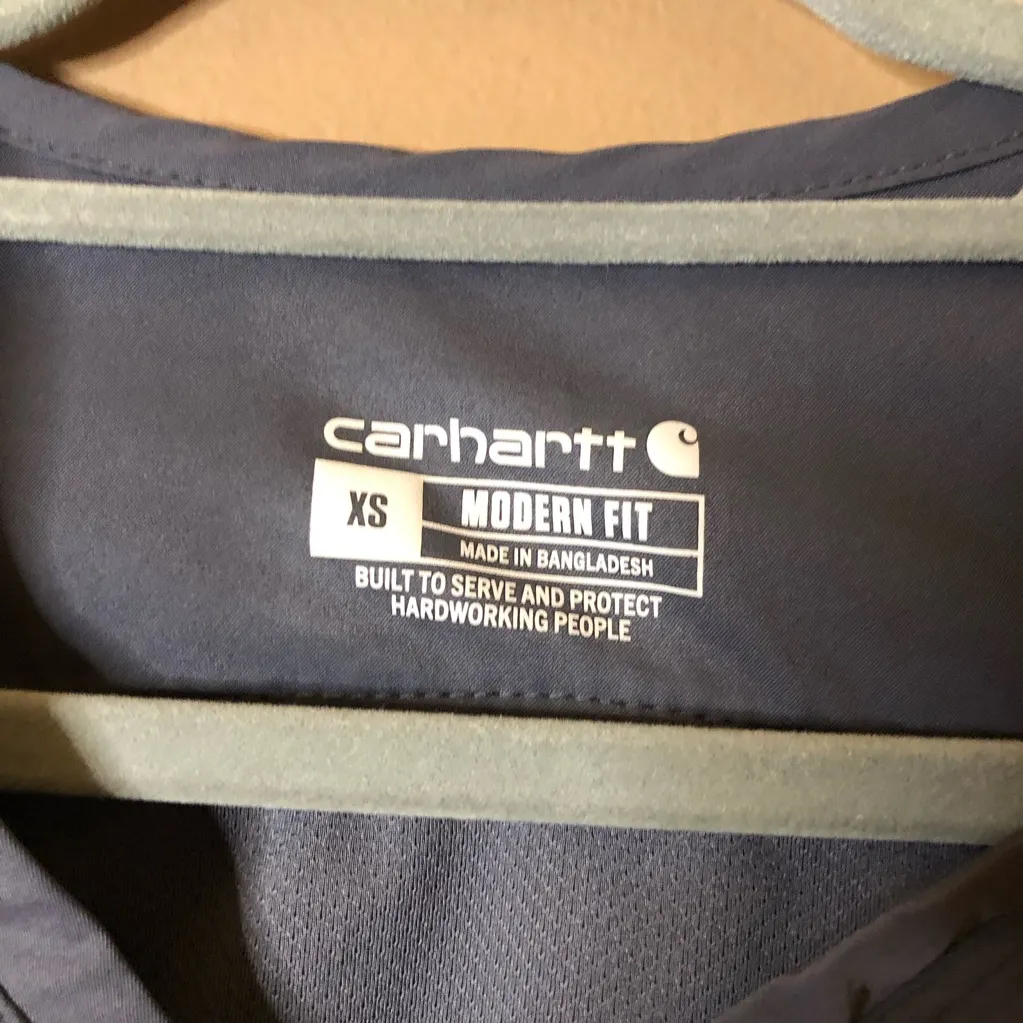 carhartt
XS
MODERN FIT
MADE IN BANGLADESH
BUILT TO SERVE AND PROTECT
HARDWORKING PEOPLE